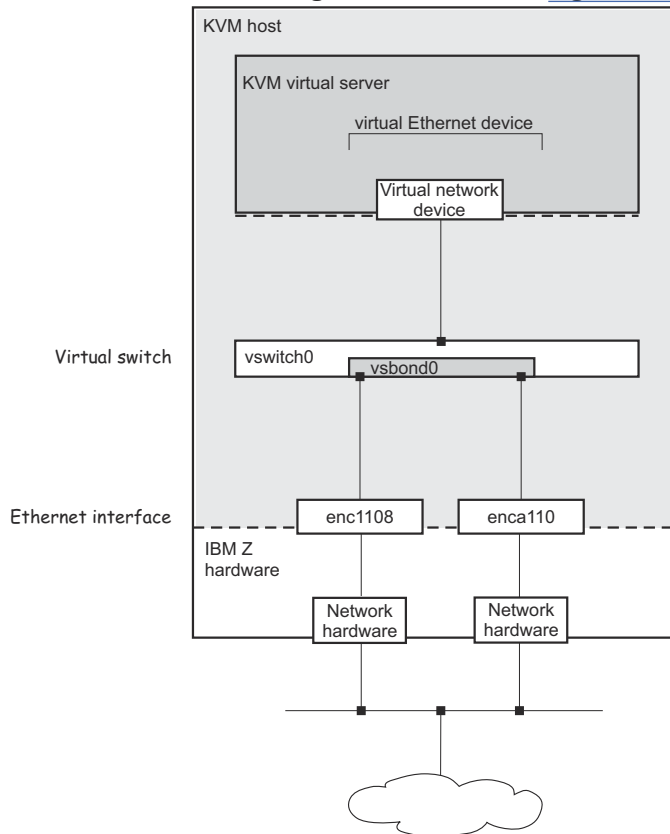 KVM host
KVM virtual server
virtual Ethernet device
Virtual network
device
Virtual switch
vswitch0
vsbond0
Ethernet interface
enc1108
enca110
IBM Z
hardware
Network
hardware
Network
hardware